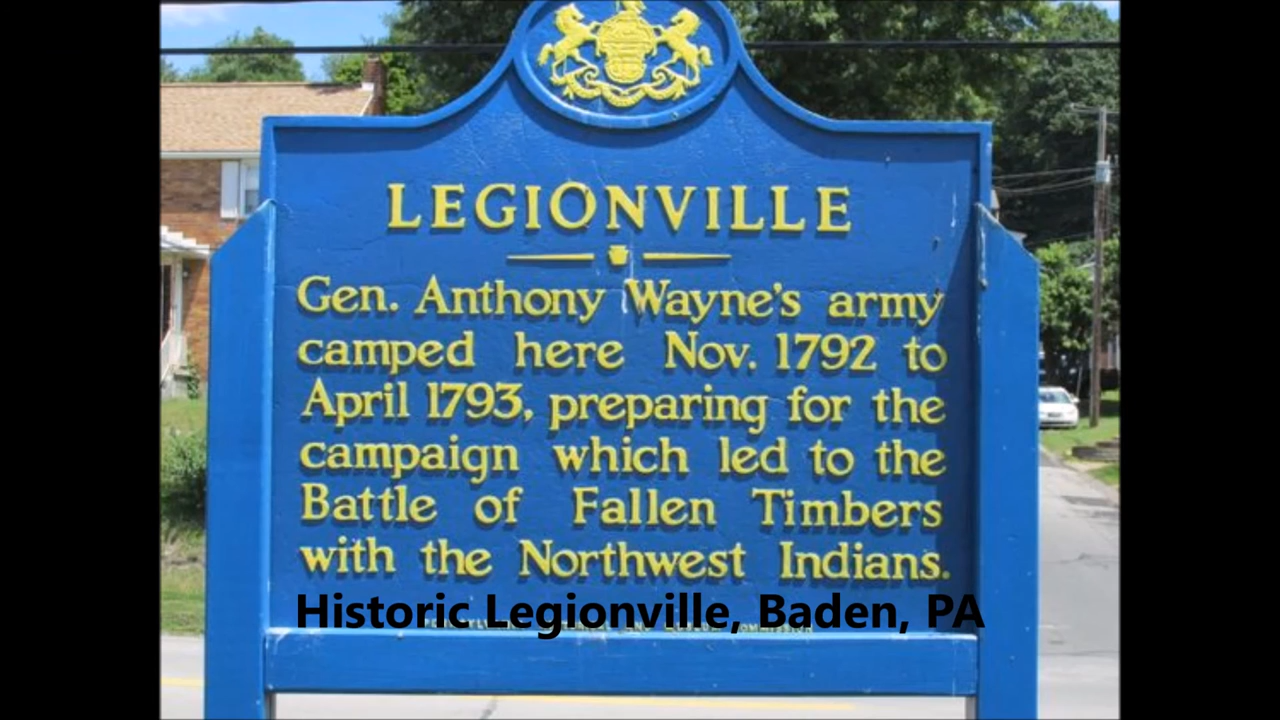 LEGIONVILLE
Gen. Anthony Wayne's army
camped here Nov. 1792 to
April 1793, preparing for the
campaign which led to the
Battle of Fallen Timbers
with the Northwest Indians.
Historic Legionville, Baden, PA